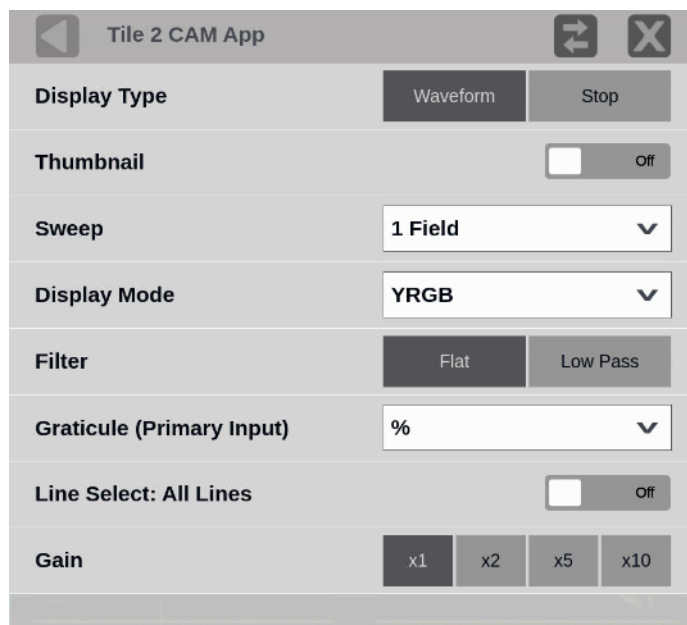 Tile 2 CAM App
X
Display Type Waveform Stop
Thumbnail Off
Sweep 1 Field
Display Mode YRGB
Filter Flat Low Pass
Graticule (Primary Input) %
Line Select: All Lines Off
Gain x1 x2 x5 x10